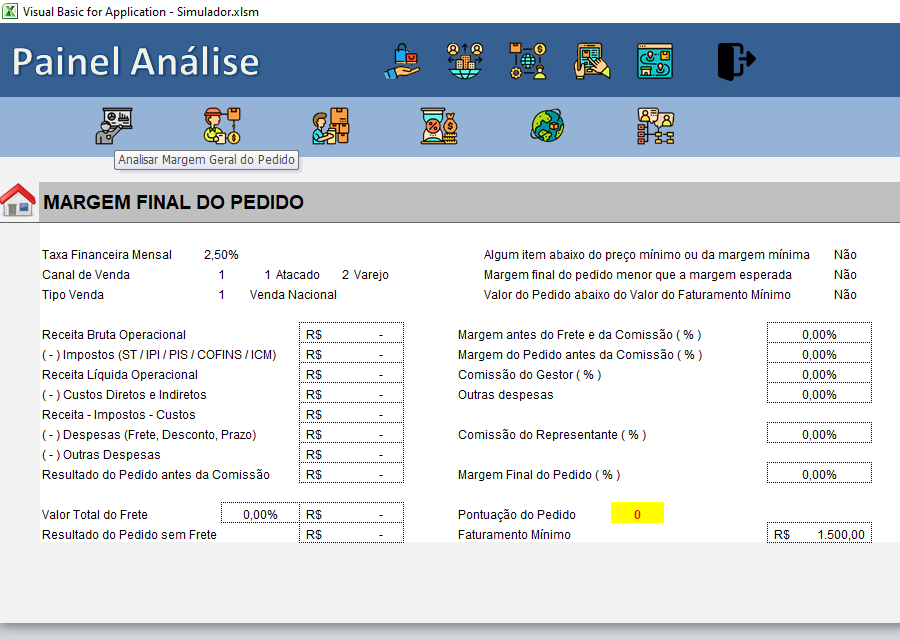 Visual Basic for Application - Simulador.xlsm
Painel Análise
Analisar Margem Geral do Pedido
MARGEM FINAL DO PEDIDO
Taxa Financeira Mensal 2,50% Algum item abaixo do preço mínimo ou da margem mínima Não
Canal de Venda 1 1 Atacado 2 Varejo Margem final do pedido menor que a margem esperada Não
Tipo Venda 1 Venda Nacional Valor do Pedido abaixo do Valor do Faturamento Mínimo Não
Receita Bruta Operacional R$ - Margem antes do Frete e da Comissão ( % ) 0,00%
( - ) Impostos (ST / IPI / PIS / COFINS / ICM) R$ - Margem do Pedido antes da Comissão ( % ) 0,00%
Receita Líquida Operacional R$ - Comissão do Gestor ( % ) 0,00%
( - ) Custos Diretos e Indiretos R$ - Outras despesas 0,00%
Receita - Impostos - Custos R$ -
( - ) Despesas (Frete, Desconto, Prazo) R$ - Comissão do Representante ( % ) 0,00%
( - ) Outras Despesas R$ -
Resultado do Pedido antes da Comissão R$ - Margem Final do Pedido ( % ) 0,00%
Valor Total do Frete 0,00% R$ - Pontuação do Pedido 0
Resultado do Pedido sem Frete R$ - Faturamento Mínimo R$ 1.500,00